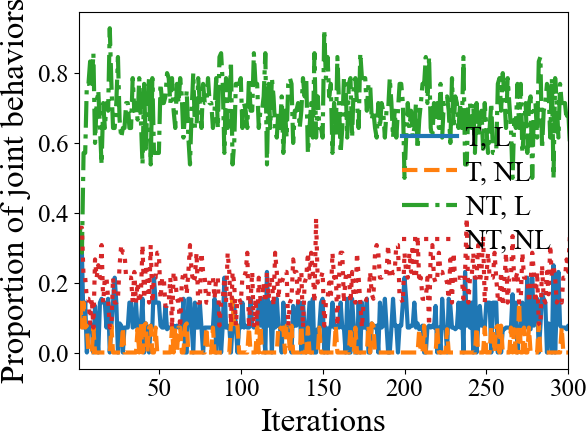 Proportion of joint behaviors
0.8
0.6
0.4
0.2
0.0
T, L
T, NL
NT, L
NT, NL
50 100 150 200 250 300
Iterations